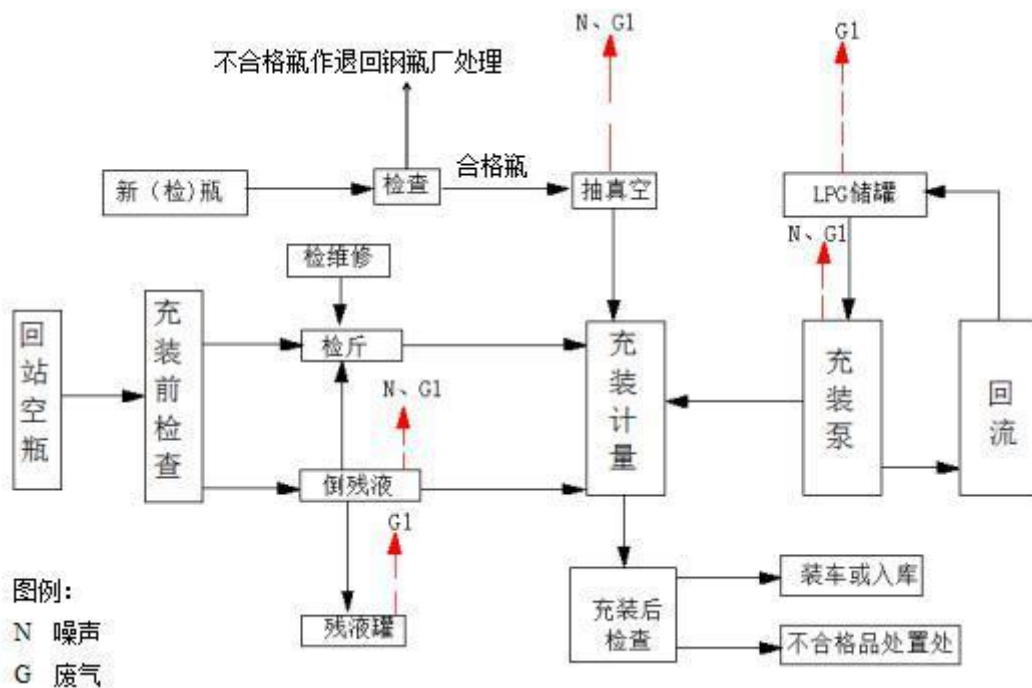 N、G1
G1
不合格瓶作退回钢瓶厂处理
新（检)瓶
检查
合格瓶
抽真空
LPG储罐
N、G1
检维修
回站空瓶
充装前检查
检斤
充装计量
充装泵
回流
N、G1
倒残液
G1
残液罐
充装后
检查
装车或入库
不合格品处置处
图例：
N 噪声
G 废气